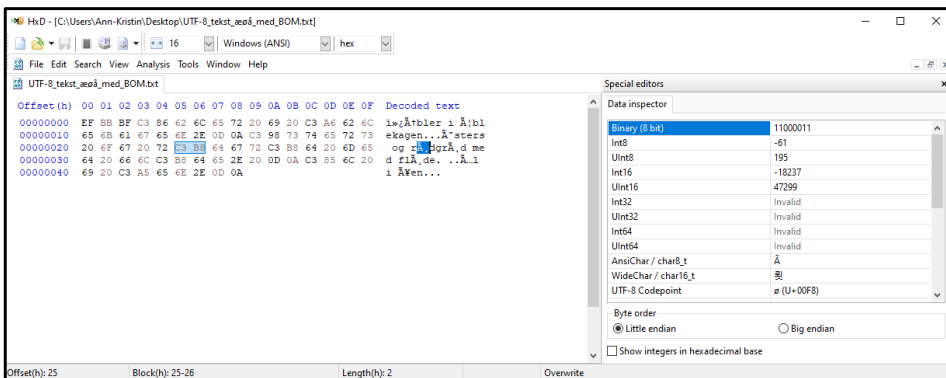 HxD - [C:\Users\Ann-Kristin\Desktop\UTF-8_tekst_æøå_med_BOM.txt]
16 Windows (ANSI) hex
File Edit Search View Analysis Tools Window Help
UTF-8_tekst_æøå_med_BOM.txt
Offset(h) 00 01 02 03 04 05 06 07 08 09 0A 0B 0C 0D 0E 0F Decoded text
00000000 EF BB BF C3 86 62 6C 65 72 20 69 20 C3 A6 62 6C ï»¿Ã†bler i Ã¦bl
00000010 65 6B 61 67 65 6E 2E 0D 0A C3 98 73 74 65 72 73 ekagen...Ã˜sters
00000020 20 6F 67 20 72 C3 B8 64 67 72 C3 B8 64 20 6D 65 og rÃ¸dgrÃ¸d me
00000030 64 20 66 6C C3 B8 64 65 2E 20 0D 0A C3 85 6C 20 d flÃ¸de. ..Ã…l
00000040 69 20 C3 A5 65 6E 2E 0D 0A i Ã¥en...
Special editors
Data inspector
Binary (8 bit) 11000011
Int8 -61
UInt8 195
Int16 -18237
UInt16 47299
Int32 Invalid
UInt32 Invalid
Int64 Invalid
UInt64 Invalid
AnsiChar / char8_t Ã
WideChar / char16_t 룃
UTF-8 Codepoint ø (U+00F8)
Byte order
Little endian Big endian
Show integers in hexadecimal base
Offset(h): 25 Block(h): 25-26 Length(h): 2 Overwrite